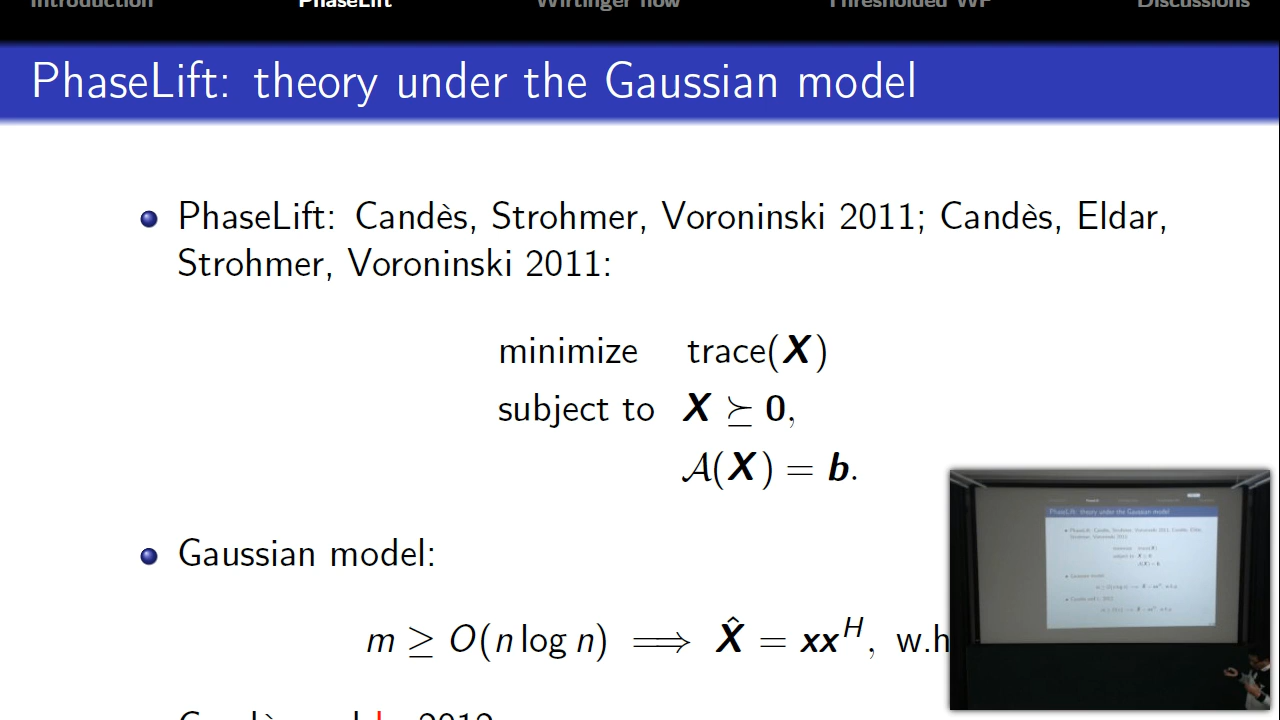 Introduction PhaseLift Wirtinger flow Thresholded WF Discussions
PhaseLift: theory under the Gaussian model
PhaseLift: Candès, Strohmer, Voroninski 2011; Candès, Eldar,
Strohmer, Voroninski 2011:
minimize trace(X)
subject to X ⪰ 0,
𝒜(X) = b.
Gaussian model:
m ≥ O(n log n) ⟹ X̂ = xx^H, w.h